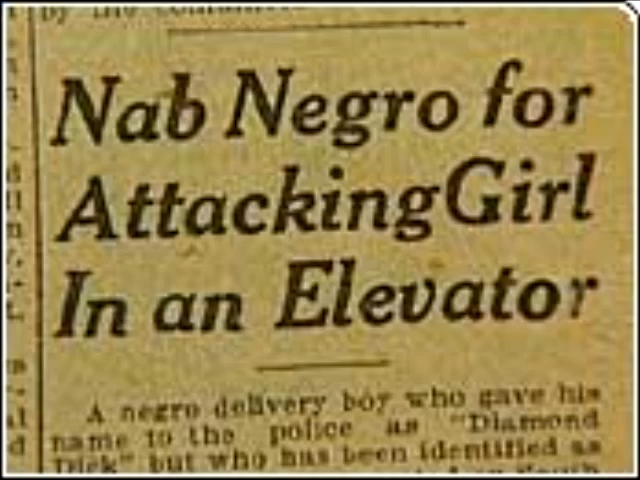 Nab Negro for
Attacking Girl
In an Elevator
A negro delivery boy who gave his
name to the police as "Diamond
Dick" but who has been identified as